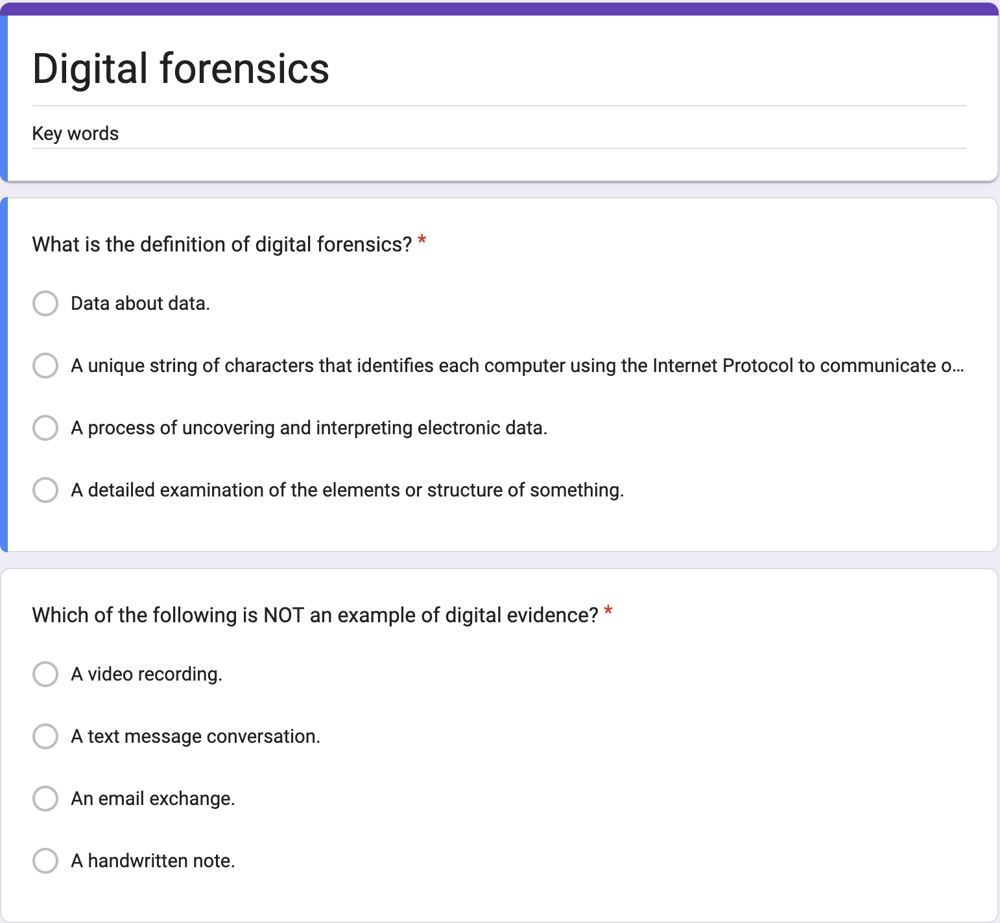 Digital forensics
Key words
What is the definition of digital forensics? *
Data about data.
A unique string of characters that identifies each computer using the Internet Protocol to communicate o...
A process of uncovering and interpreting electronic data.
A detailed examination of the elements or structure of something.
Which of the following is NOT an example of digital evidence? *
A video recording.
A text message conversation.
An email exchange.
A handwritten note.